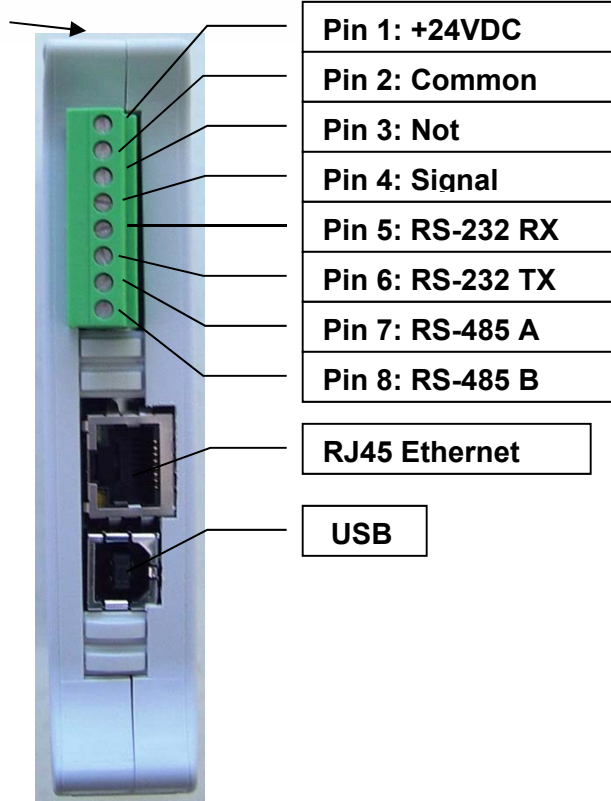 Pin 1: +24VDC
Pin 2: Common
Pin 3: Not
Pin 4: Signal
Pin 5: RS-232 RX
Pin 6: RS-232 TX
Pin 7: RS-485 A
Pin 8: RS-485 B
RJ45 Ethernet
USB